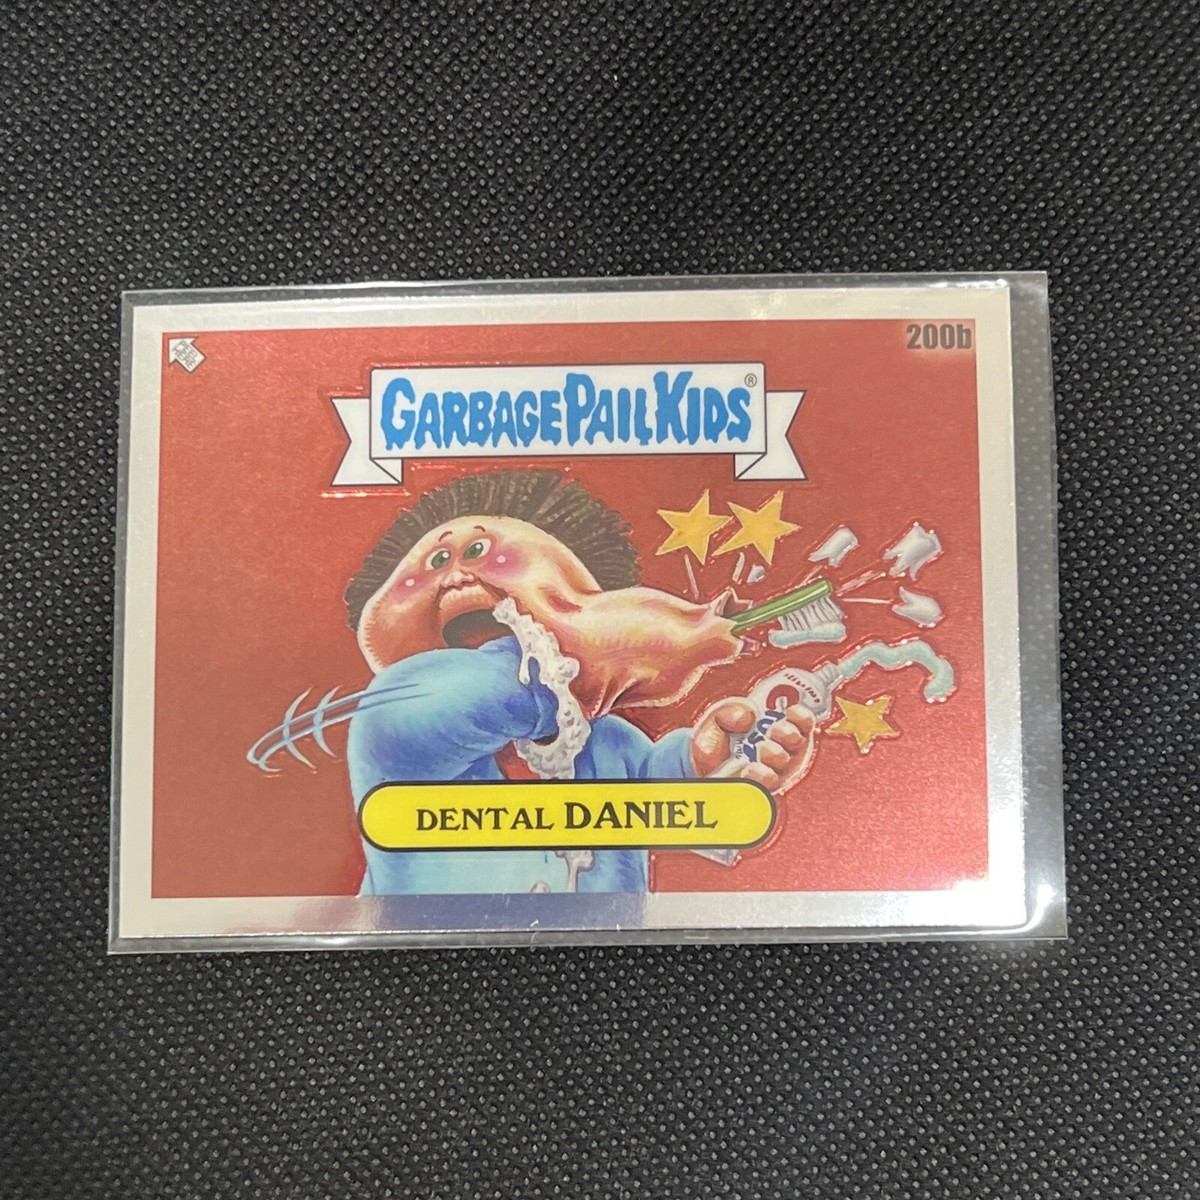 200b
GARBAGE PAIL KIDS®
DENTAL DANIEL